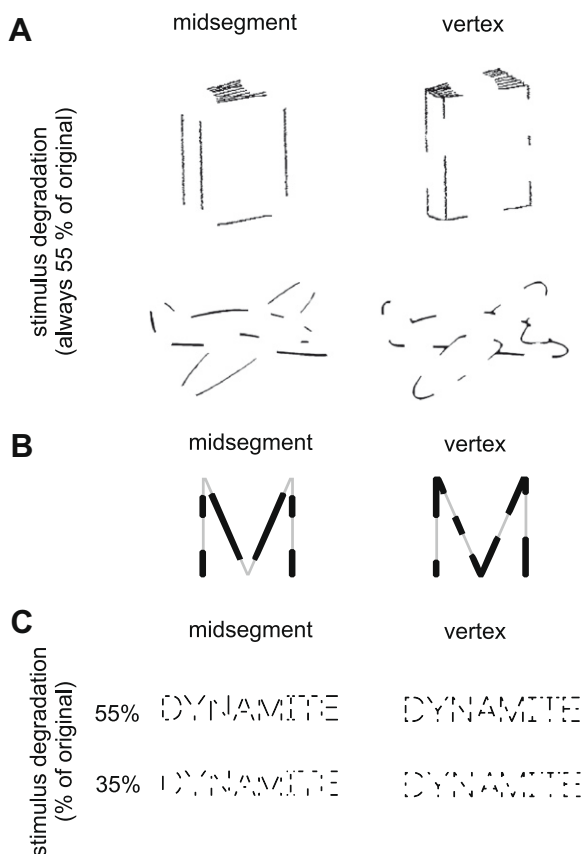 A
midsegment vertex
stimulus degradation
(always 55 % of original)
B
midsegment vertex
M M
C
midsegment vertex
stimulus degradation
(% of original)
55% DYNAMITE DYNAMITE
35% DYNAMITE DYNAMITE